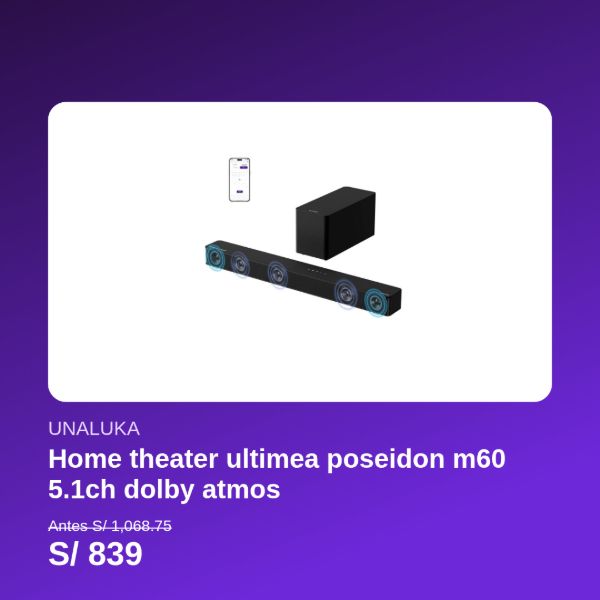 UNALUKA
Home theater ultimea poseidon m60
5.1ch dolby atmos
Antes S/ 1,068.75
S/ 839